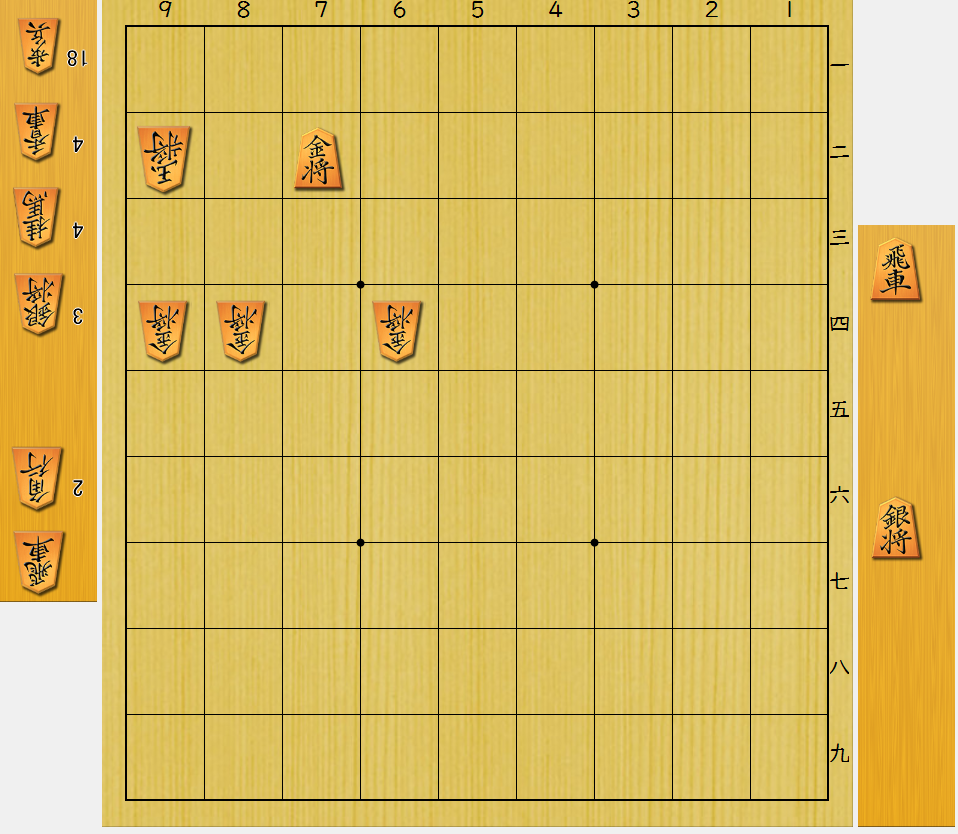 9 8 7 6 5 4 3 2 1
一
二
三
四
五
六
七
八
九
歩兵 18
香車 4
桂馬 4
銀将 3
角行 2
飛車
玉将 金将
金将 金将 金将
飛車
銀将